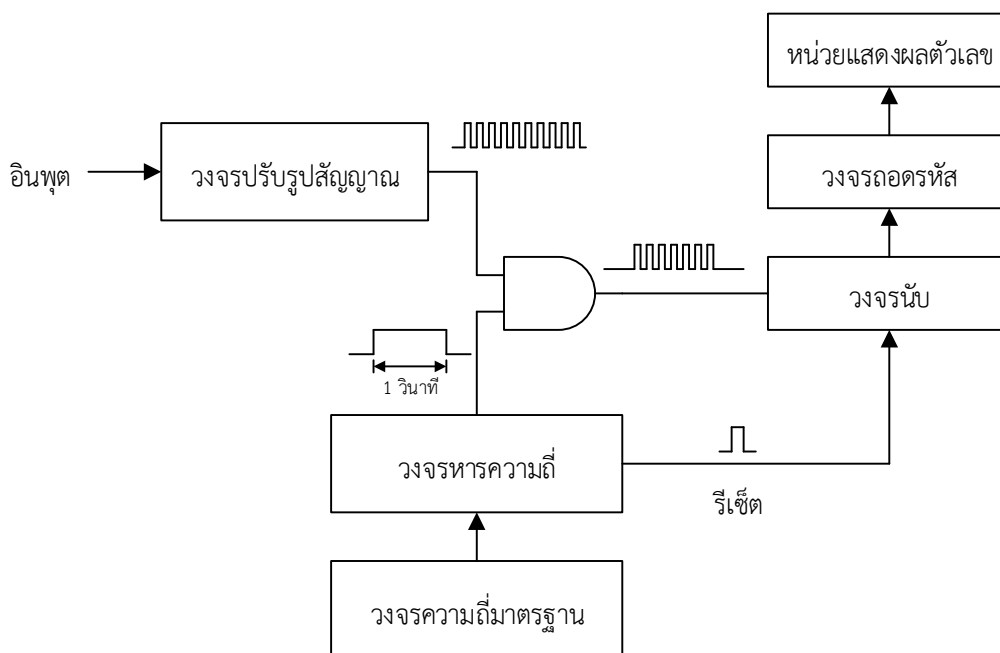 หน่วยแสดงผลตัวเลข
อินพุต
วงจรปรับรูปสัญญาณ
วงจรถอดรหัส
วงจรนับ
1 วินาที
วงจรหารความถี่
รีเซ็ต
วงจรความถี่มาตรฐาน